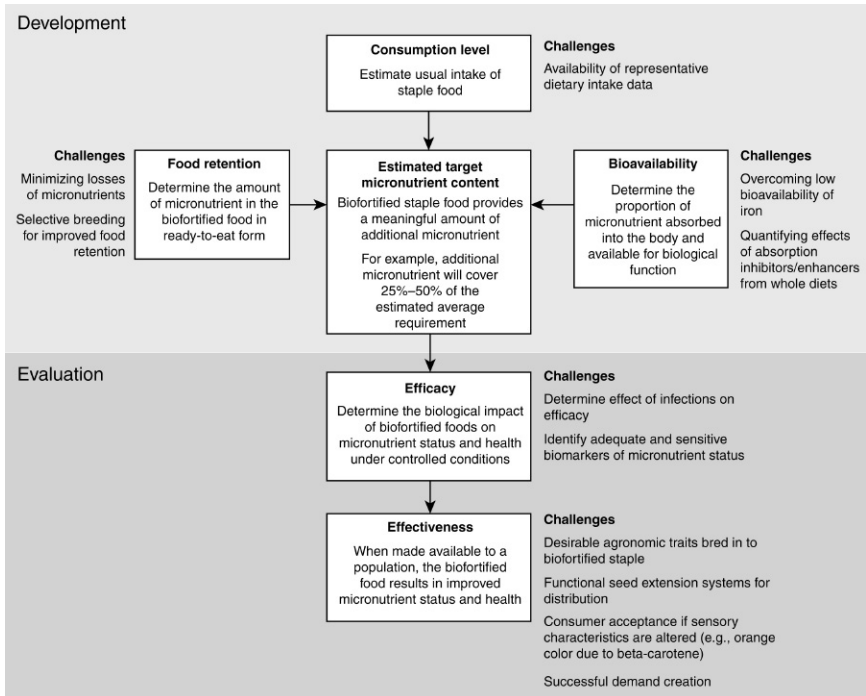 Development
Consumption level
Estimate usual intake of
staple food
Challenges
Availability of representative
dietary intake data
Challenges
Minimizing losses
of micronutrients
Selective breeding
for improved food
retention
Food retention
Determine the amount
of micronutrient in the
biofortified food in
ready-to-eat form
Estimated target
micronutrient content
Biofortified staple food provides
a meaningful amount of
additional micronutrient
For example, additional
micronutrient will cover
25%–50% of the
estimated average
requirement
Bioavailability
Determine the
proportion of
micronutrient absorbed
into the body and
available for biological
function
Challenges
Overcoming low
bioavailability of
iron
Quantifying effects
of absorption
inhibitors/enhancers
from whole diets
Evaluation
Efficacy
Determine the biological impact
of biofortified foods on
micronutrient status and health
under controlled conditions
Challenges
Determine effect of infections on
efficacy
Identify adequate and sensitive
biomarkers of micronutrient status
Effectiveness
When made available to a
population, the biofortified
food results in improved
micronutrient status and health
Challenges
Desirable agronomic traits bred in to
biofortified staple
Functional seed extension systems for
distribution
Consumer acceptance if sensory
characteristics are altered (e.g., orange
color due to beta-carotene)
Successful demand creation